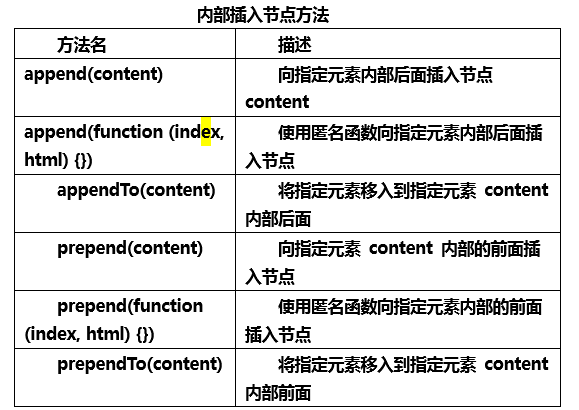 内部插入节点方法
方法名 描述
append(content) 向指定元素内部后面插入节点
content
append(function (index, 使用匿名函数向指定元素内部后面插
html) {}) 入节点
appendTo(content) 将指定元素移入到指定元素 content
内部后面
prepend(content) 向指定元素 content 内部的前面插
入节点
prepend(function 使用匿名函数向指定元素内部的前面
(index, html) {}) 插入节点
prependTo(content) 将指定元素移入到指定元素 content
内部前面